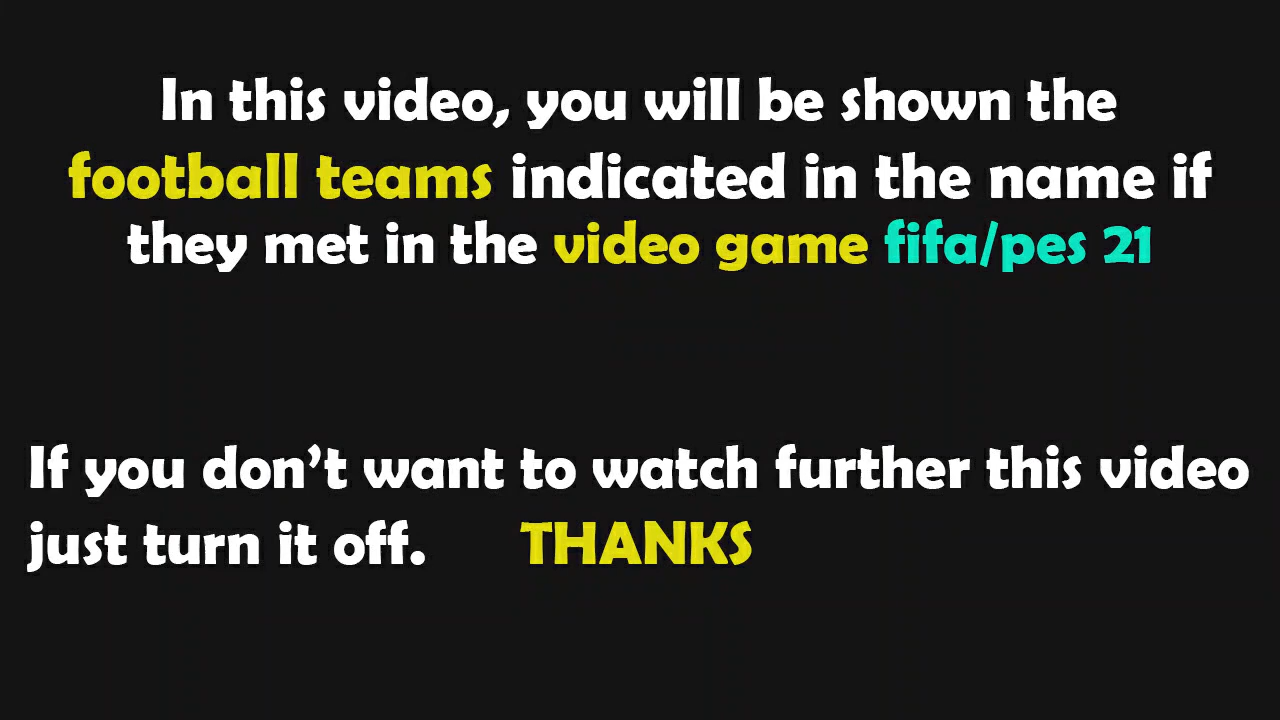 In this video, you will be shown the
football teams indicated in the name if
they met in the video game fifa/pes 21
If you don't want to watch further this video
just turn it off. THANKS